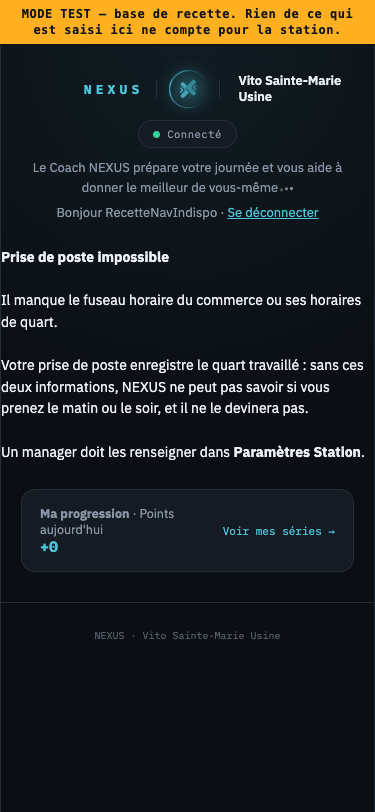 MODE TEST — base de recette. Rien de ce qui
est saisi ici ne compte pour la station.
NEXUS
Vito Sainte-Marie
Usine
Connecté
Le Coach NEXUS prépare votre journée et vous aide à
donner le meilleur de vous-même...
Bonjour RecetteNavIndispo · Se déconnecter
Prise de poste impossible
Il manque le fuseau horaire du commerce ou ses horaires
de quart.
Votre prise de poste enregistre le quart travaillé : sans ces
deux informations, NEXUS ne peut pas savoir si vous
prenez le matin ou le soir, et il ne le devinera pas.
Un manager doit les renseigner dans Paramètres Station.
Ma progression · Points
aujourd'hui
+0
Voir mes séries →
NEXUS · Vito Sainte-Marie Usine